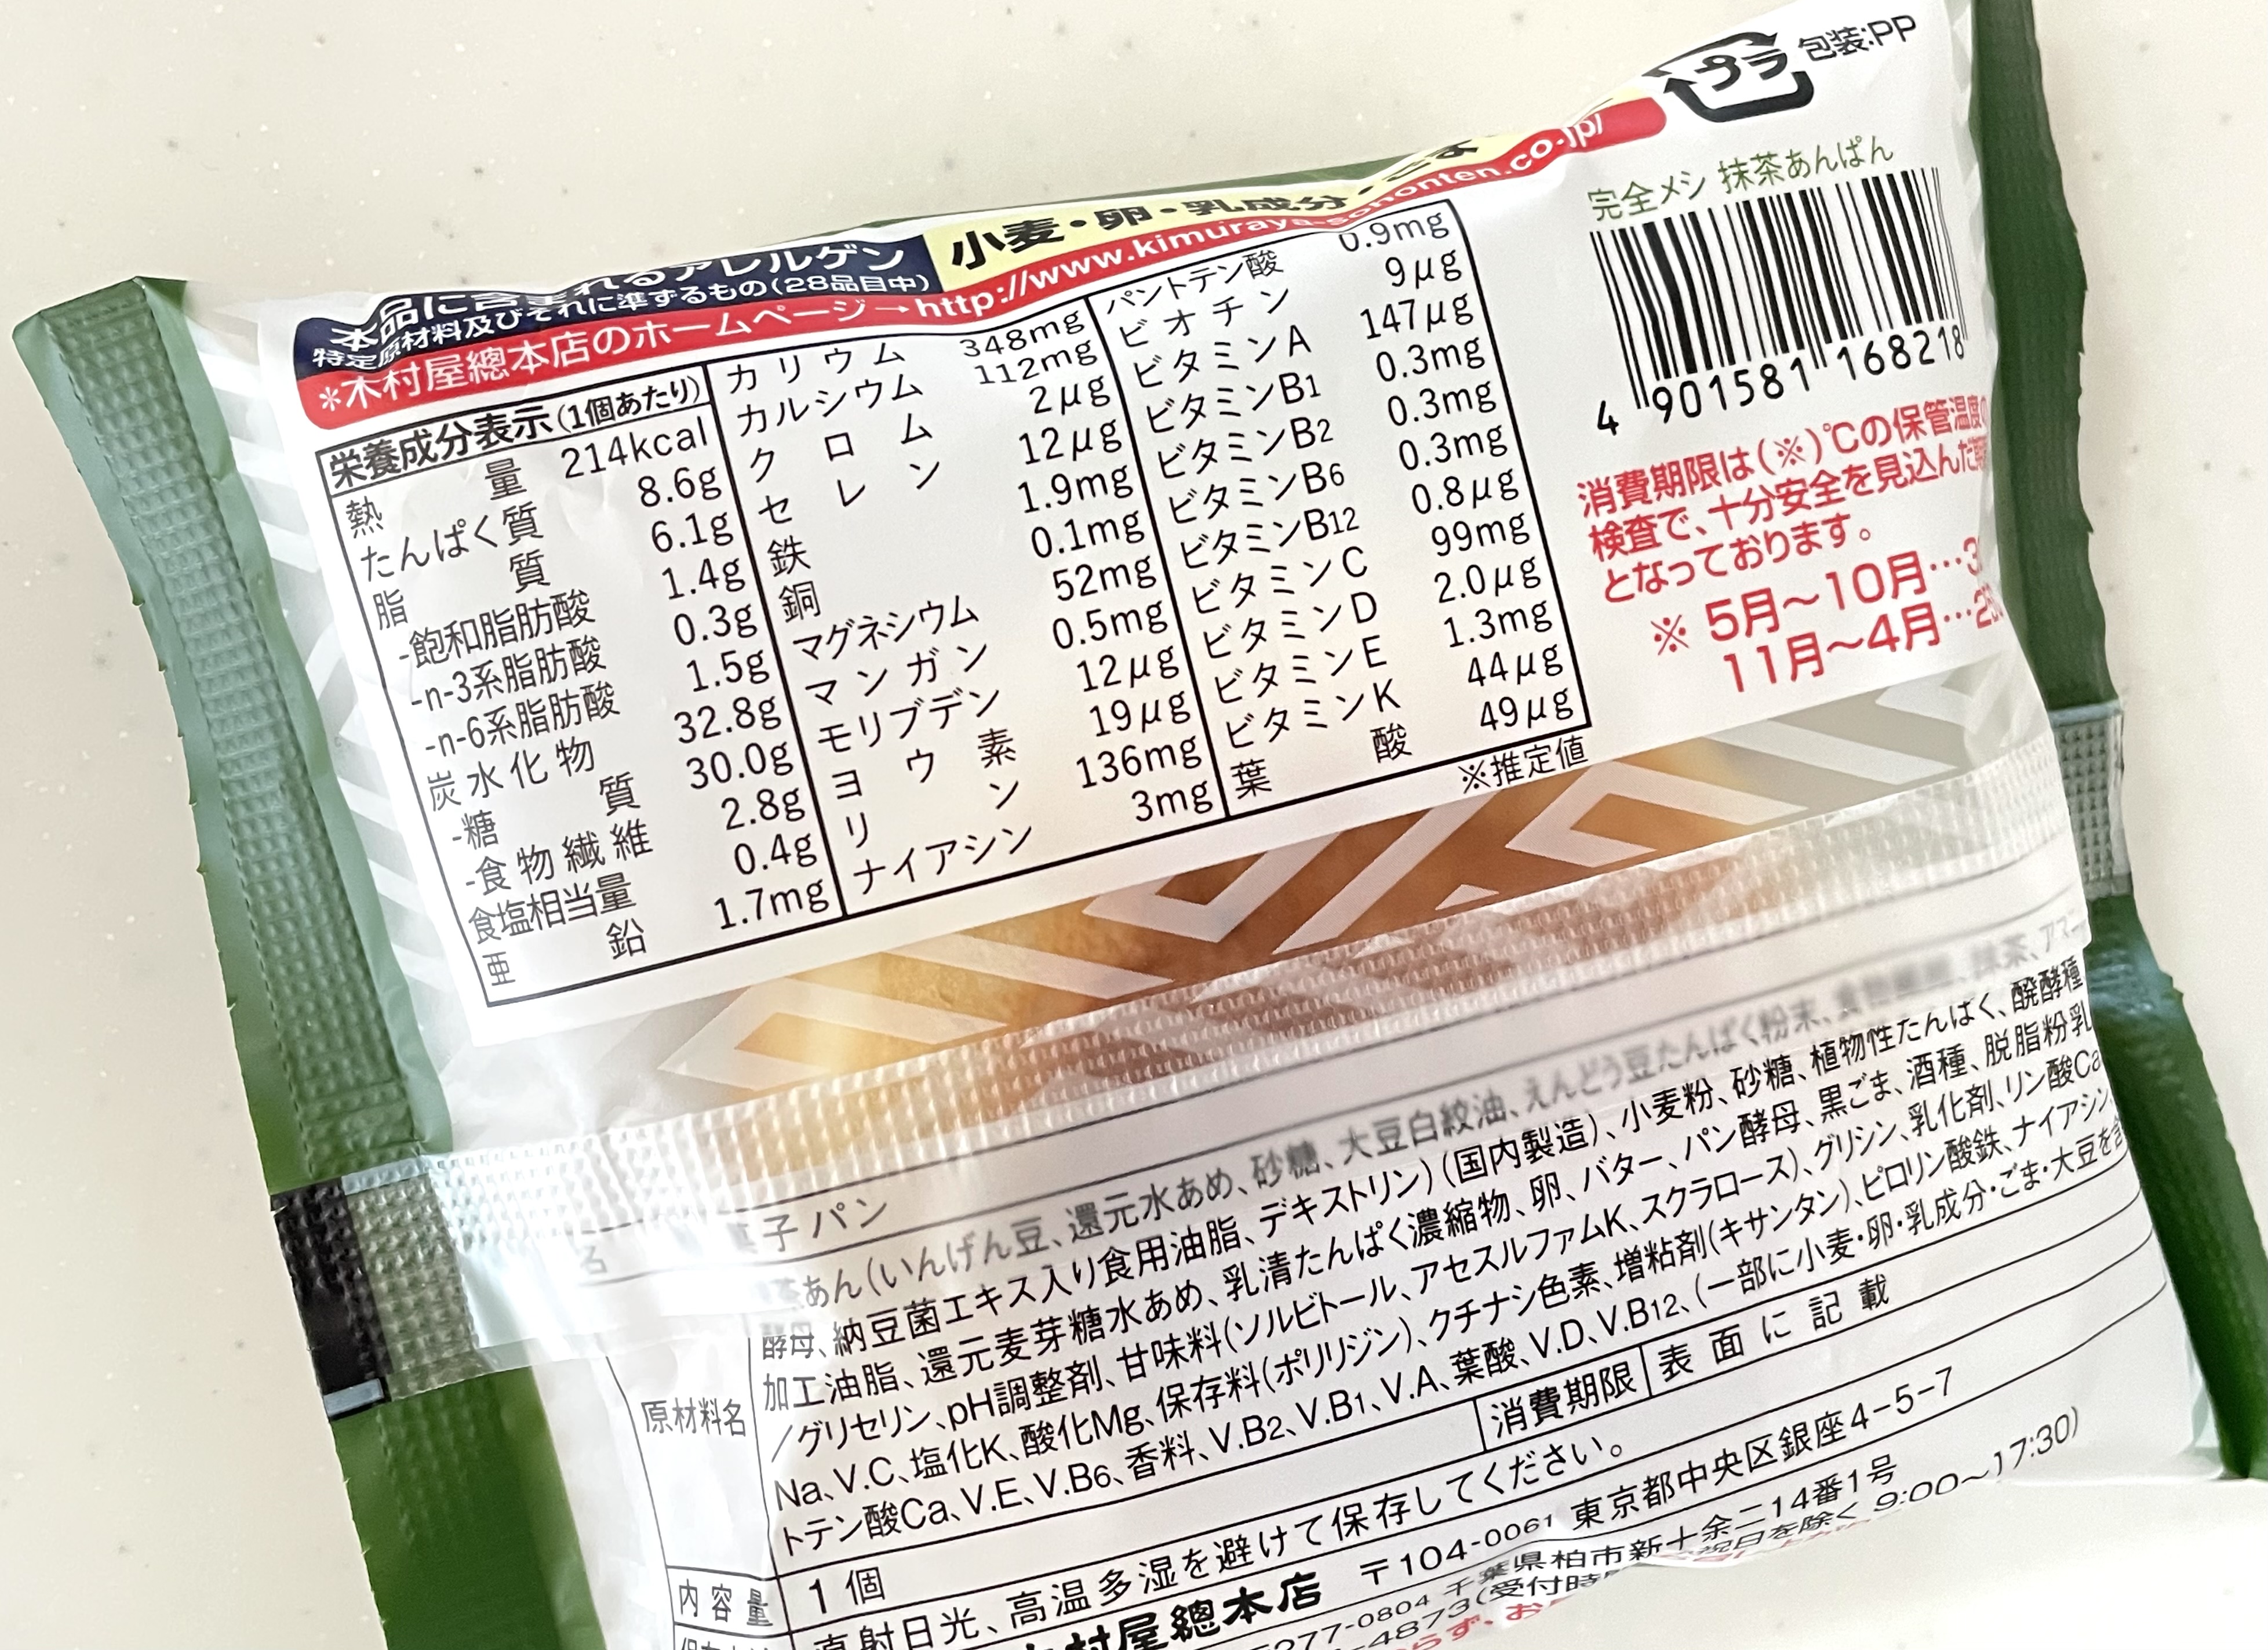 プラ 包装:PP
本品に含まれるアレルゲン
特定原材料及びそれに準ずるもの(28品目中)
小麦・卵・乳成分・
*木村屋總本店のホームページ→http://www.kimuraya-sohonten.co.jp/
栄養成分表示(1個あたり)
熱量 214kcal
たんぱく質 8.6g
脂質 6.1g
-飽和脂肪酸 1.4g
-n-3系脂肪酸 0.3g
-n-6系脂肪酸 1.5g
炭水化物 32.8g
-糖質 30.0g
-食物繊維 2.8g
食塩相当量 0.4g
亜鉛 1.7mg
カリウム 348mg
カルシウム 112mg
クロム 2μg
セレン 12μg
鉄 1.9mg
銅 0.1mg
マグネシウム 52mg
マンガン 0.5mg
モリブデン 12μg
ヨウ素 19μg
リン 136mg
ナイアシン 3mg
パントテン酸 0.9mg
ビオチン 9μg
ビタミンA 147μg
ビタミンB1 0.3mg
ビタミンB2 0.3mg
ビタミンB6 0.3mg
ビタミンB12 0.8μg
ビタミンC 99mg
ビタミンD 2.0μg
ビタミンE 1.3mg
ビタミンK 44μg
葉酸 49μg
※推定値
完全メシ 抹茶あんぱん
4 901581 168218
消費期限は(※)℃の保管温度
検査で、十分安全を見込んだ
となっております。
※ 5月~10月…
11月~4月…
子パン
原材料名
あん(いんげん豆、還元水あめ、砂糖、大豆白絞油、えんどう豆たんぱく粉末、食物繊維、抹茶、
酵母、納豆菌エキス入り食用油脂、デキストリン)(国内製造)、小麦粉、砂糖、植物性たんぱく、醗酵種
加工油脂、還元麦芽糖水あめ、乳清たんぱく濃縮物、卵、バター、パン酵母、黒ごま、酒種、脱脂粉乳
/グリセリン、pH調整剤、甘味料(ソルビトール、アセスルファムK、スクラロース)、グリシン、乳化剤、リン酸Ca
Na、V.C、塩化K、酸化Mg、保存料(ポリリジン)、クチナシ色素、増粘剤(キサンタン)、ピロリン酸鉄、ナイアシン、
トテン酸Ca、V.E、V.B6、香料、V.B2、V.B1、V.A、葉酸、V.D、V.B12、(一部に小麦・卵・乳成分・ごま・大豆を含
内容量 1個 消費期限 表面に記載
直射日光、高温多湿を避けて保存してください。
村屋總本店 〒104-0061 東京都中央区銀座4-5-7
277-0804 千葉県柏市新十余二14番1号
-4873(受付時 祝日を除く 9:00~17:30)